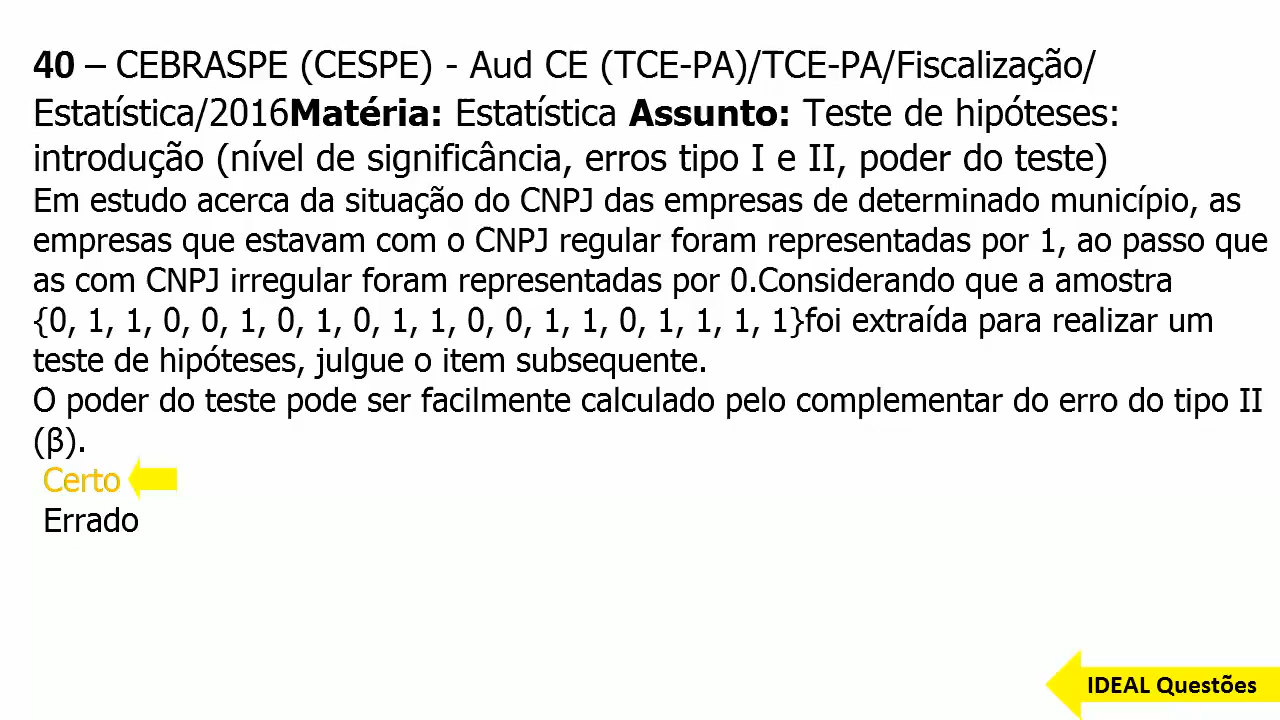 40 – CEBRASPE (CESPE) - Aud CE (TCE-PA)/TCE-PA/Fiscalização/
Estatística/2016Matéria: Estatística Assunto: Teste de hipóteses:
introdução (nível de significância, erros tipo I e II, poder do teste)
Em estudo acerca da situação do CNPJ das empresas de determinado município, as
empresas que estavam com o CNPJ regular foram representadas por 1, ao passo que
as com CNPJ irregular foram representadas por 0.Considerando que a amostra
{0, 1, 1, 0, 0, 1, 0, 1, 0, 1, 1, 0, 0, 1, 1, 0, 1, 1, 1, 1}foi extraída para realizar um
teste de hipóteses, julgue o item subsequente.
O poder do teste pode ser facilmente calculado pelo complementar do erro do tipo II
(β).
Certo
Errado
IDEAL Questões